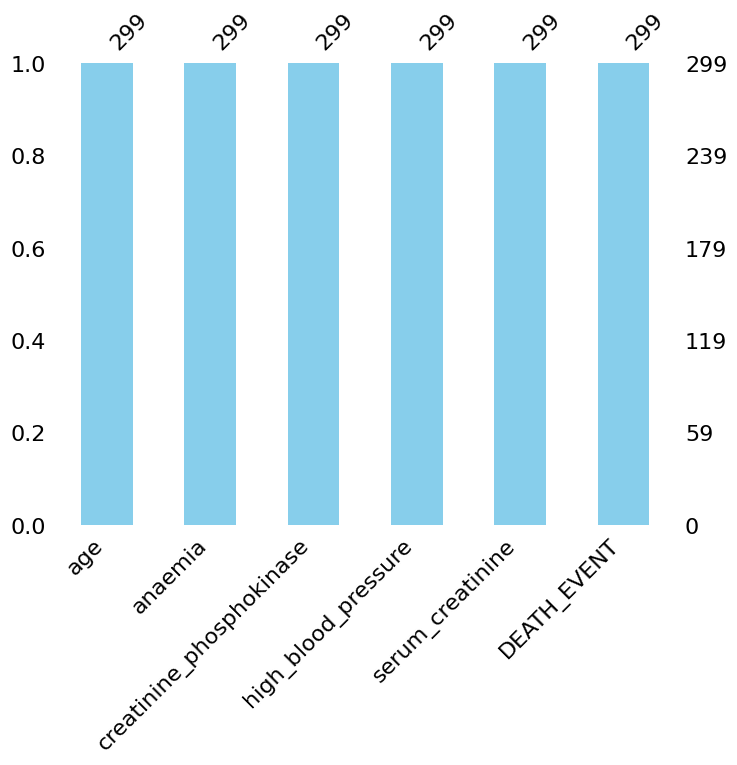 299 299 299 299 299 299
1.0 299
0.8 239
0.6 179
0.4 119
0.2 59
0.0 0
age
anaemia
creatinine_phosphokinase
high_blood_pressure
serum_creatinine
DEATH_EVENT